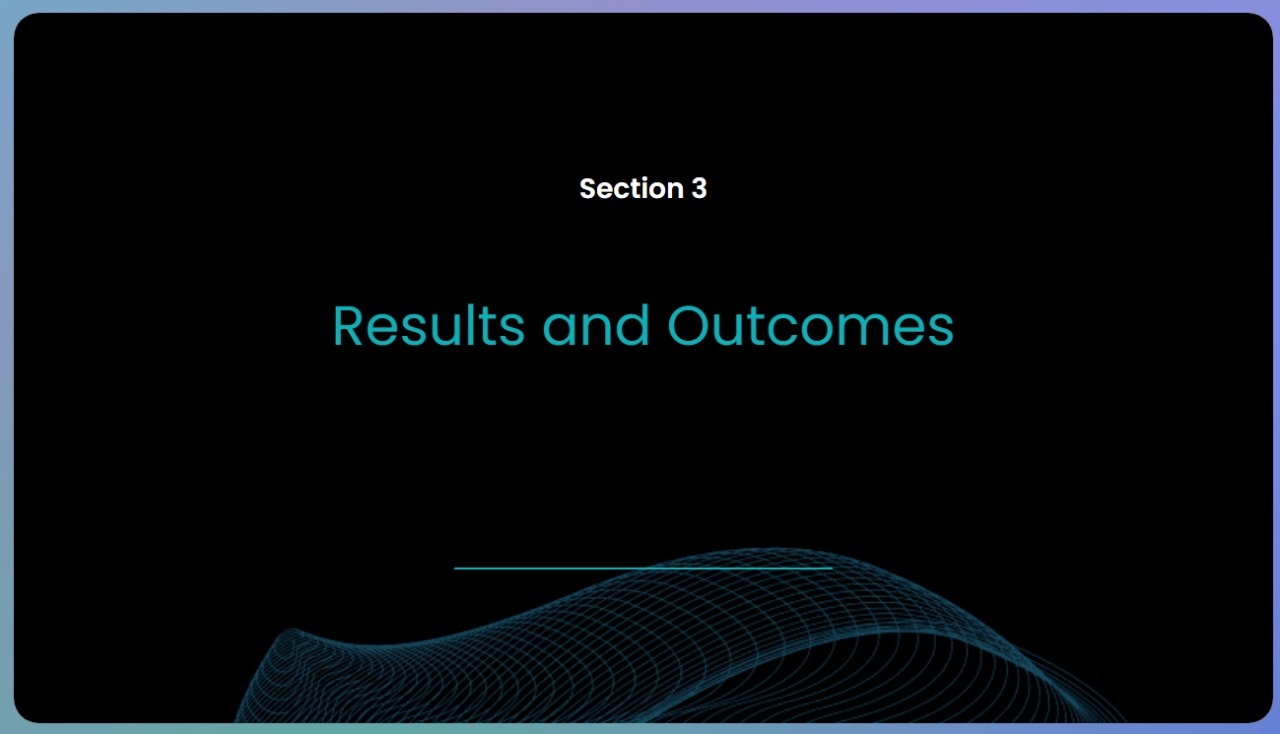 Section 3
Results and Outcomes